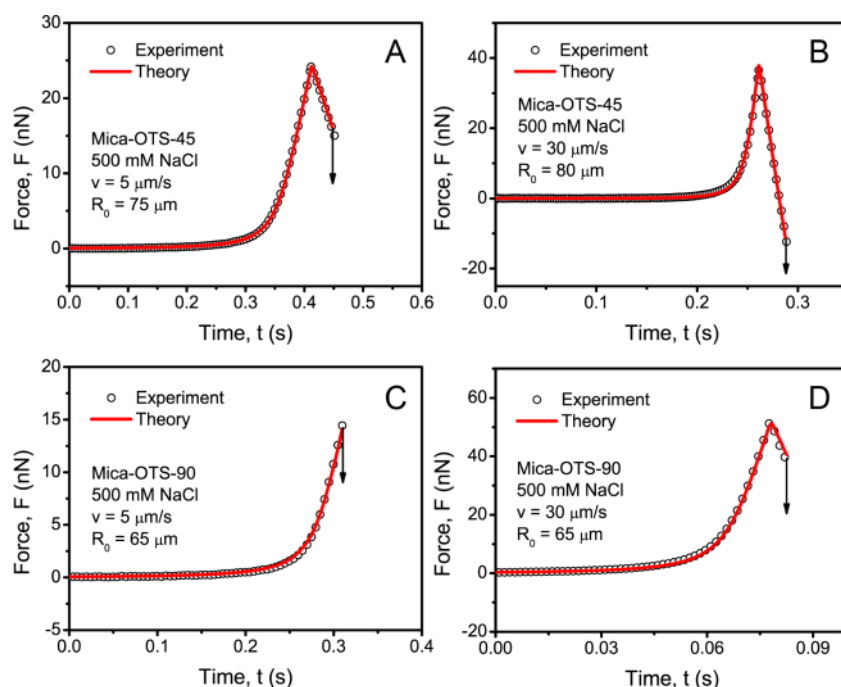 A
Experiment
Theory
Mica-OTS-45
500 mM NaCl
v = 5 μm/s
R₀ = 75 μm
Force, F (nN)
30
20
10
0
0.0 0.1 0.2 0.3 0.4 0.5 0.6
Time, t (s)
B
Experiment
Theory
Mica-OTS-45
500 mM NaCl
v = 30 μm/s
R₀ = 80 μm
Force, F (nN)
40
20
0
-20
0.0 0.1 0.2 0.3
Time, t (s)
C
Experiment
Theory
Mica-OTS-90
500 mM NaCl
v = 5 μm/s
R₀ = 65 μm
Force, F (nN)
20
15
10
5
0
-5
0.0 0.1 0.2 0.3 0.4
Time, t (s)
D
Experiment
Theory
Mica-OTS-90
500 mM NaCl
v = 30 μm/s
R₀ = 65 μm
Force, F (nN)
60
40
20
0
-20
0.00 0.03 0.06 0.09
Time, t (s)